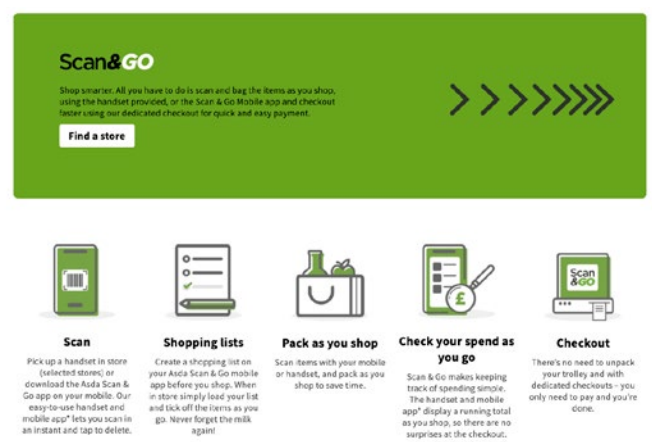 Scan&GO
Shop smarter. All you have to do is scan and bag the items as you shop,
using the handset provided, or the Scan & Go Mobile app and checkout
faster using our dedicated checkout for quick and easy payment.
Find a store
Scan
&GO
£
Scan
Pick up a handset in store
(selected stores) or
download the Asda Scan &
Go app on your mobile. Our
easy-to-use handset and
mobile app* lets you scan in
an instant and tap to delete.
Shopping lists
Create a shopping list on
your Asda Scan & Go mobile
app before you shop. When
in store simply load your list
and tick off the items as you
go. Never forget the milk
again!
Pack as you shop
Scan items with your mobile
or handset, and pack as you
shop to save time.
Check your spend as
you go
Scan & Go makes keeping
track of spending simple.
The handset and mobile
app* display a running total
as you shop, so there are no
surprises at the checkout.
Checkout
There's no need to unpack
your trolley and with
dedicated checkouts – you
only need to pay and you're
done.